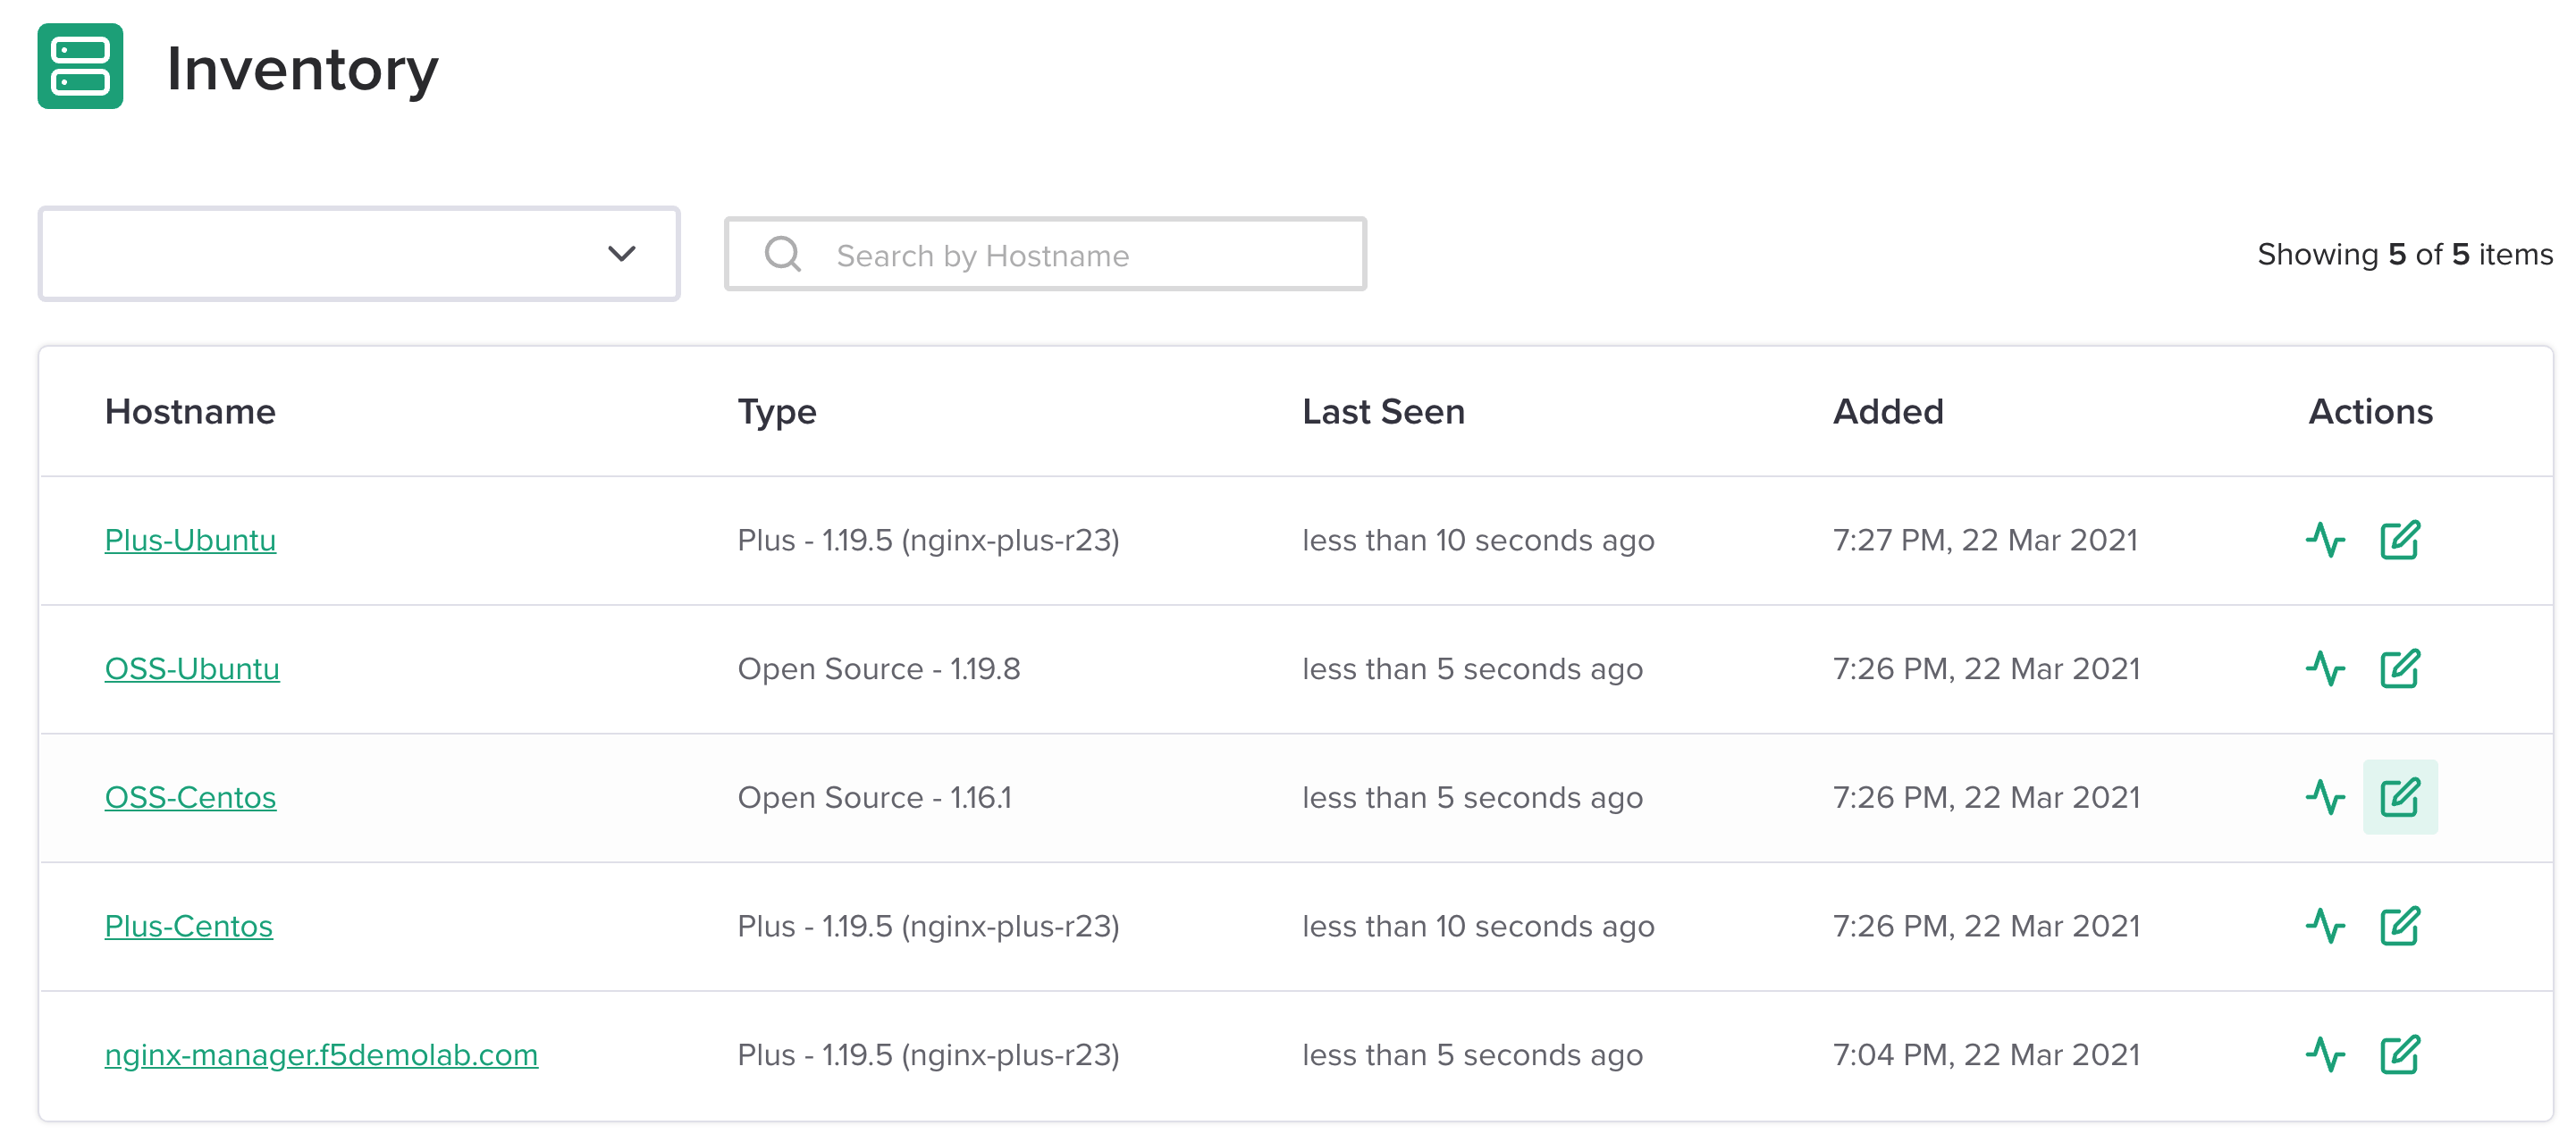 Inventory
Search by Hostname
Showing 5 of 5 items
Hostname Type Last Seen Added Actions
Plus-Ubuntu Plus - 1.19.5 (nginx-plus-r23) less than 10 seconds ago 7:27 PM, 22 Mar 2021
OSS-Ubuntu Open Source - 1.19.8 less than 5 seconds ago 7:26 PM, 22 Mar 2021
OSS-Centos Open Source - 1.16.1 less than 5 seconds ago 7:26 PM, 22 Mar 2021
Plus-Centos Plus - 1.19.5 (nginx-plus-r23) less than 10 seconds ago 7:26 PM, 22 Mar 2021
nginx-manager.f5demolab.com Plus - 1.19.5 (nginx-plus-r23) less than 5 seconds ago 7:04 PM, 22 Mar 2021